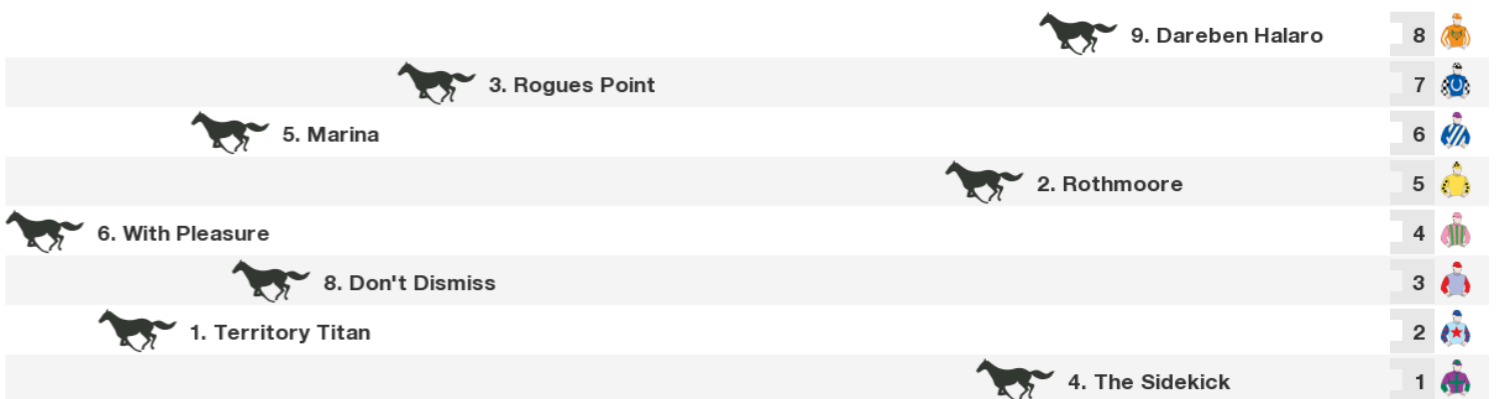 9. Dareben Halaro 8
3. Rogues Point 7
5. Marina 6
2. Rothmoore 5
6. With Pleasure 4
8. Don't Dismiss 3
1. Territory Titan 2
4. The Sidekick 1